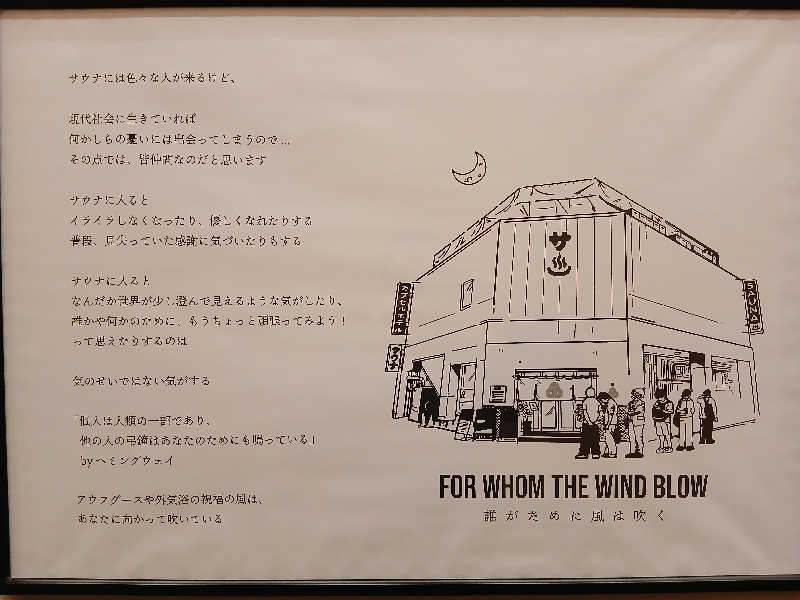 サウナには色々な人が来るけど、
現代社会に生きていれば
何かしらの憂いには出会ってしまうので...
その点では、皆仲間なのだと思います
サウナに入ると
イライラしなくなったり、優しくなれたりする
普段、見失っていた感謝に気づいたりもする
サウナに入ると
なんだか世界が少し澄んで見えるような気がしたり、
誰かや何かのために、もうちょっと頑張ってみよう！
って思えたりするのは
気のせいではない気がする
「個人は人類の一部であり、
他の人の弔鐘はあなたのためにも鳴っている」
by ヘミングウェイ
アウフグースや外気浴の祝福の風は、
あなたに向かって吹いている
サ
カプセルホテル
サウナ
SAUNA
FOR WHOM THE WIND BLOW
誰がために風は吹く